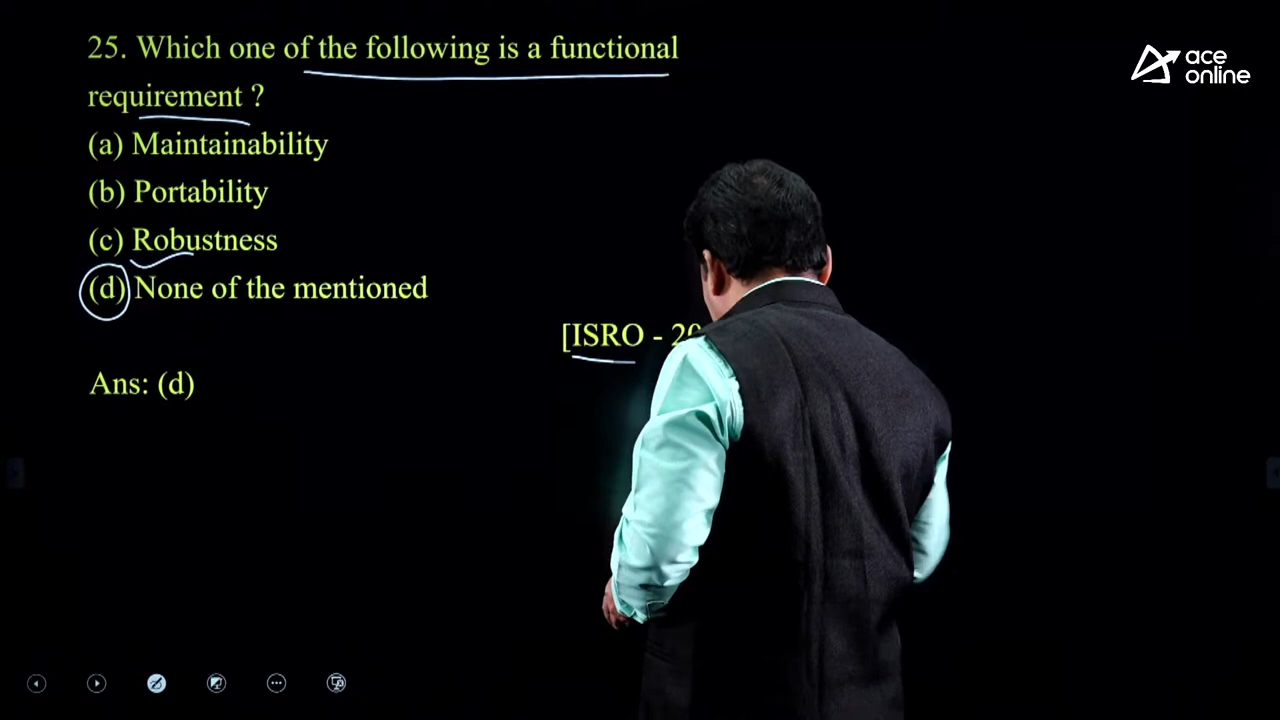 25. Which one of the following is a functional
requirement ?
(a) Maintainability
(b) Portability
(c) Robustness
(d) None of the mentioned
[ISRO - 20
Ans: (d)
ace
online